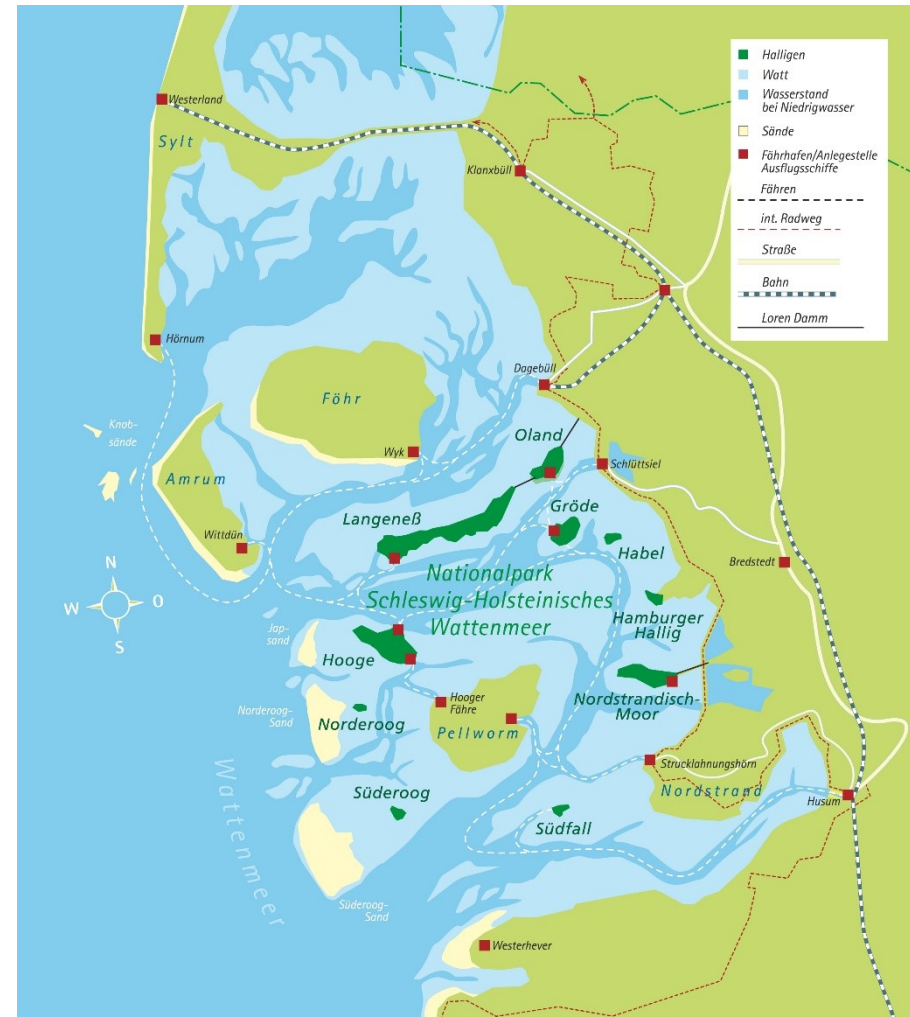 Halligen
Watt
Wasserstand
bei Niedrigwasser
Sände
Fährhafen/Anlegestelle
Ausflugsschiffe
Fähren
int. Radweg
Straße
Bahn
Loren Damm
Westerland
Sylt
Klanxbüll
Hörnum
Dagebüll
Föhr
Knob-
sände
Oland
Wyk
Schlüttsiel
Amrum
Langeneß
Gröde
Wittdün
Habel
Bredstedt
N
W
O
S
Nationalpark
Schleswig-Holsteinisches
Wattenmeer
Hamburger
Hallig
Jap-
sand
Hooge
Hooger
Fähre
Nordstrandisch-
Moor
Norderoog-
Sand
Norderoog
Pellworm
Strucklahnungshörn
Nordstrand
Husum
Wattenmeer
Süderoog
Südfall
Süderoog-
Sand
Westerhever